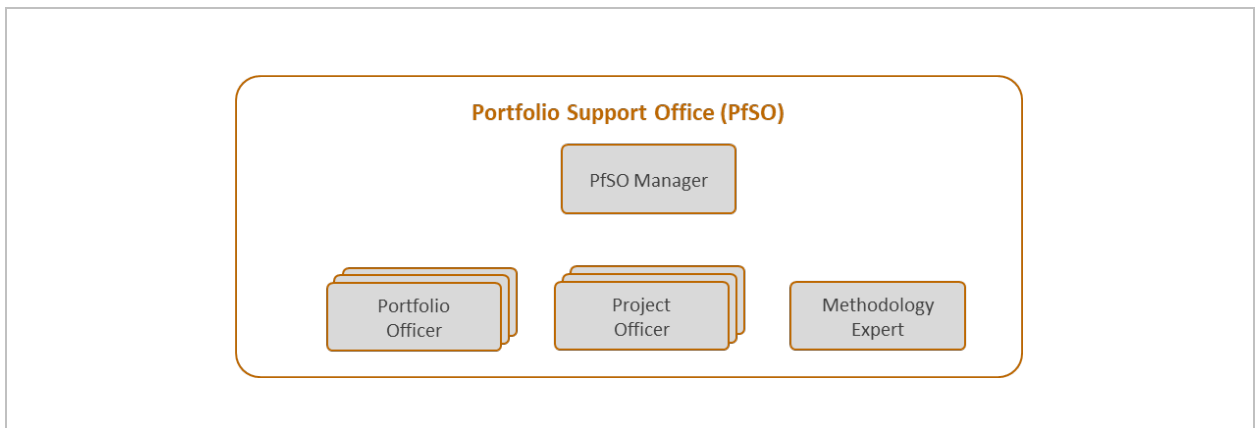 Portfolio Support Office (PfSO)
PfSO Manager
Portfolio
Officer
Project
Officer
Methodology
Expert